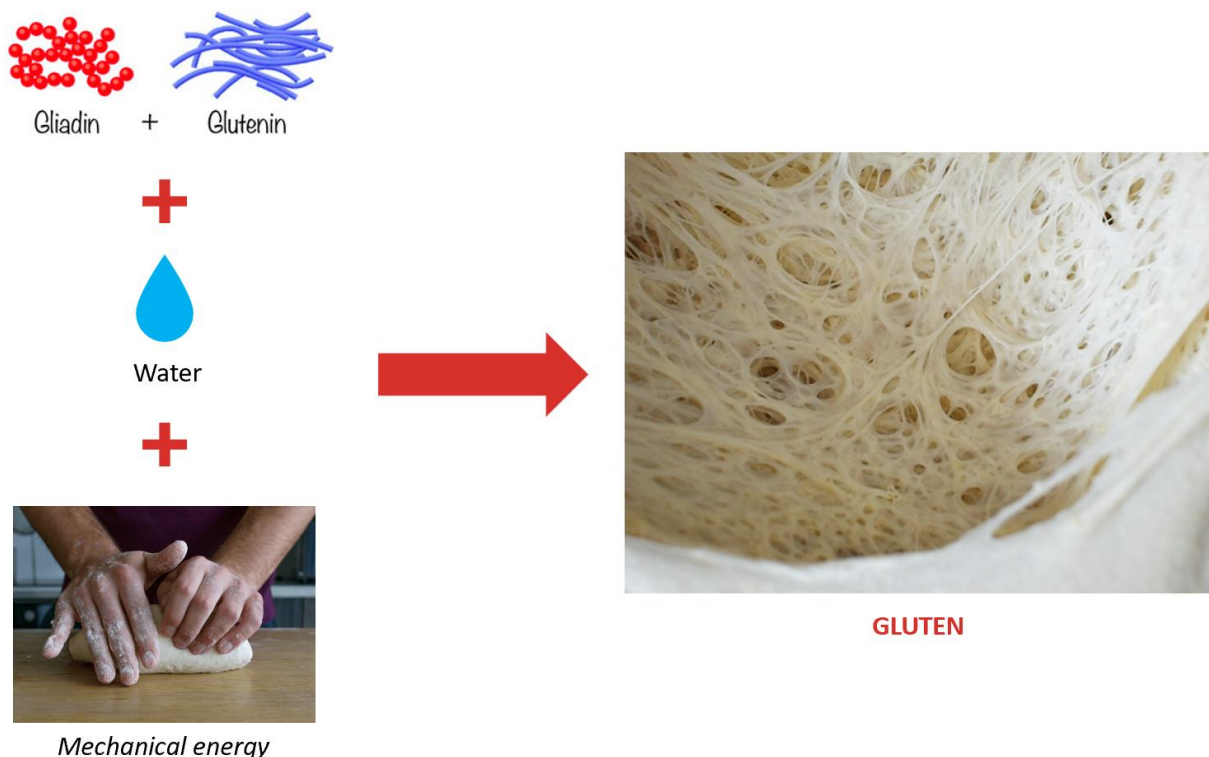 Gliadin + Glutenin
+
Water
+
Mechanical energy
GLUTEN